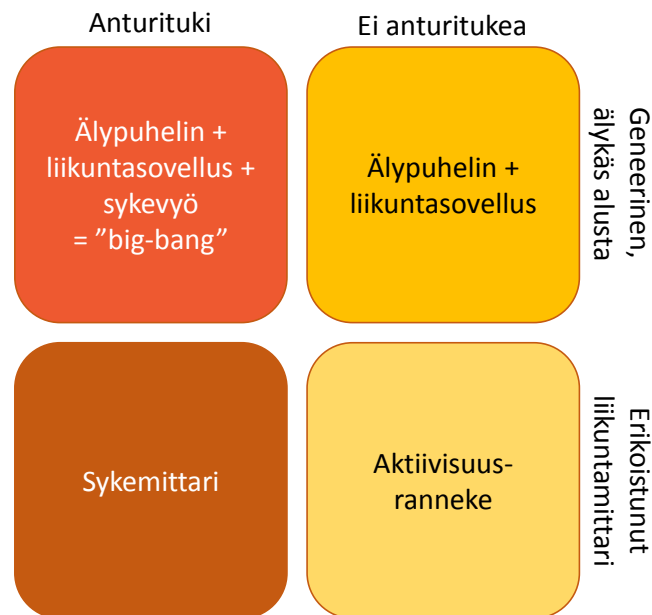 Anturituki
Ei anturitukea
Älypuhelin +
liikuntasovellus +
sykevyö
= ”big-bang”
Älypuhelin +
liikuntasovellus
Geneerinen,
älykäs alusta
Sykemittari
Aktiivisuus-
ranneke
Erikoistunut
liikuntamittari